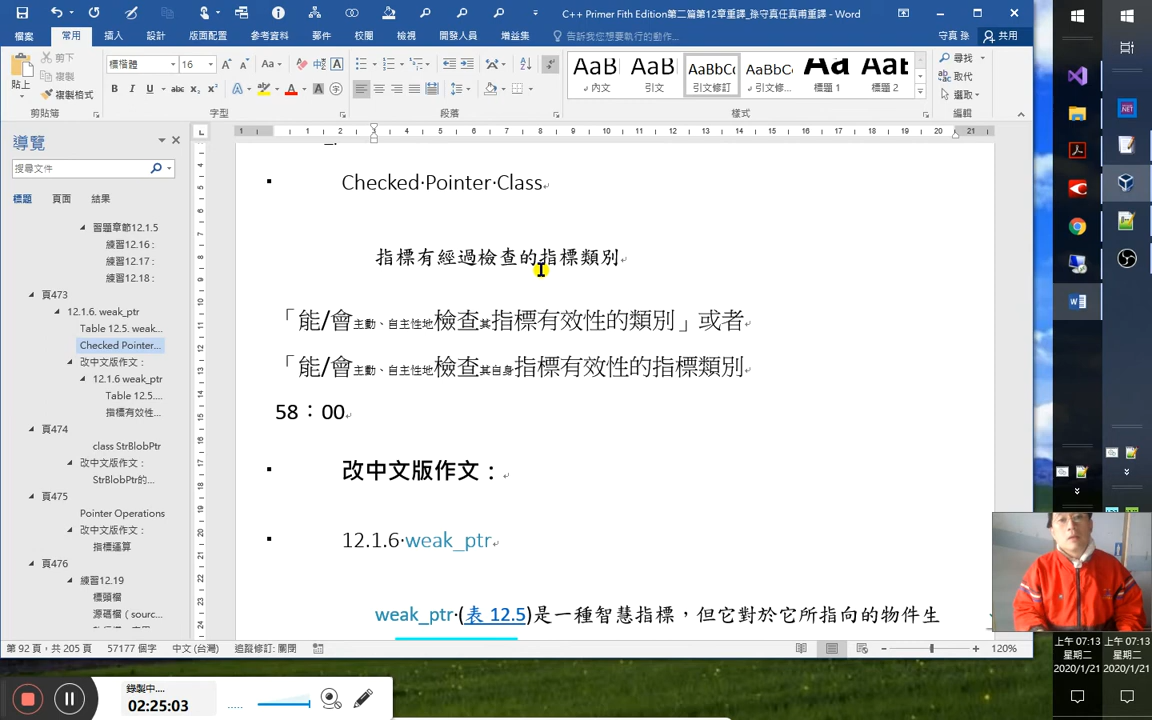 C++ Primer Fith Edition第二篇第12章重譯_孫守真任真甫重譯 - Word
檔案 常用 插入 設計 版面配置 參考資料 郵件 校閱 檢視 開發人員 增益集 告訴我您想要執行的動作... 守真 孫 共用
剪下
複製
複製格式
貼上
標楷體 16
剪貼簿 字型 段落 樣式 編輯
AaB 內文
AaB 引文
AaBbCc 引文修訂
AaBbCc 引文修...
Aa 標題 1
AaB 標題 2
尋找
取代
選取
導覽
搜尋文件
標題 頁面 結果
習題章節12.1.5
練習12.16 :
練習12.17 :
練習12.18 :
頁473
12.1.6. weak_ptr
Table 12.5. weak...
Checked Pointer...
改中文版作文：
12.1.6 weak_ptr
Table 12.5....
指標有效性...
頁474
class StrBlobPtr
改中文版作文：
StrBlobPtr的...
頁475
Pointer Operations
改中文版作文：
指標運算
頁476
練習12.19
標頭檔
源碼檔（sourc...
Checked·Pointer·Class
指標有經過檢查的指標類別
「能/會主動、自主性地檢查其指標有效性的類別」或者
「能/會主動、自主性地檢查其自身指標有效性的指標類別
58：00
改中文版作文：
12.1.6·weak_ptr
weak_ptr·(表 12.5)是一種智慧指標，但它對於它所指向的物件生
第 92 頁，共 205 頁 57177 個字 中文 (台灣) 追蹤修訂: 關閉 120%
錄製中....
02:25:03
上午 07:13
星期二
2020/1/21
上午 07:13
星期二
2020/1/21